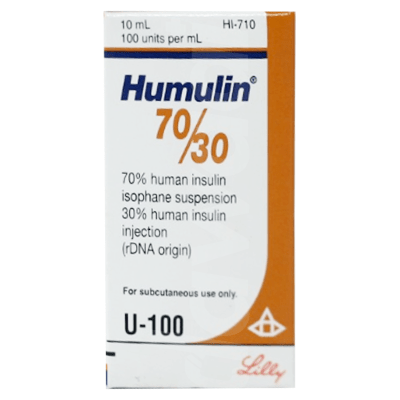 10 mL HI-710
100 units per mL
Humulin®
70/30
70% human insulin
isophane suspension
30% human insulin
injection
(rDNA origin)
For subcutaneous use only.
U-100
Lilly